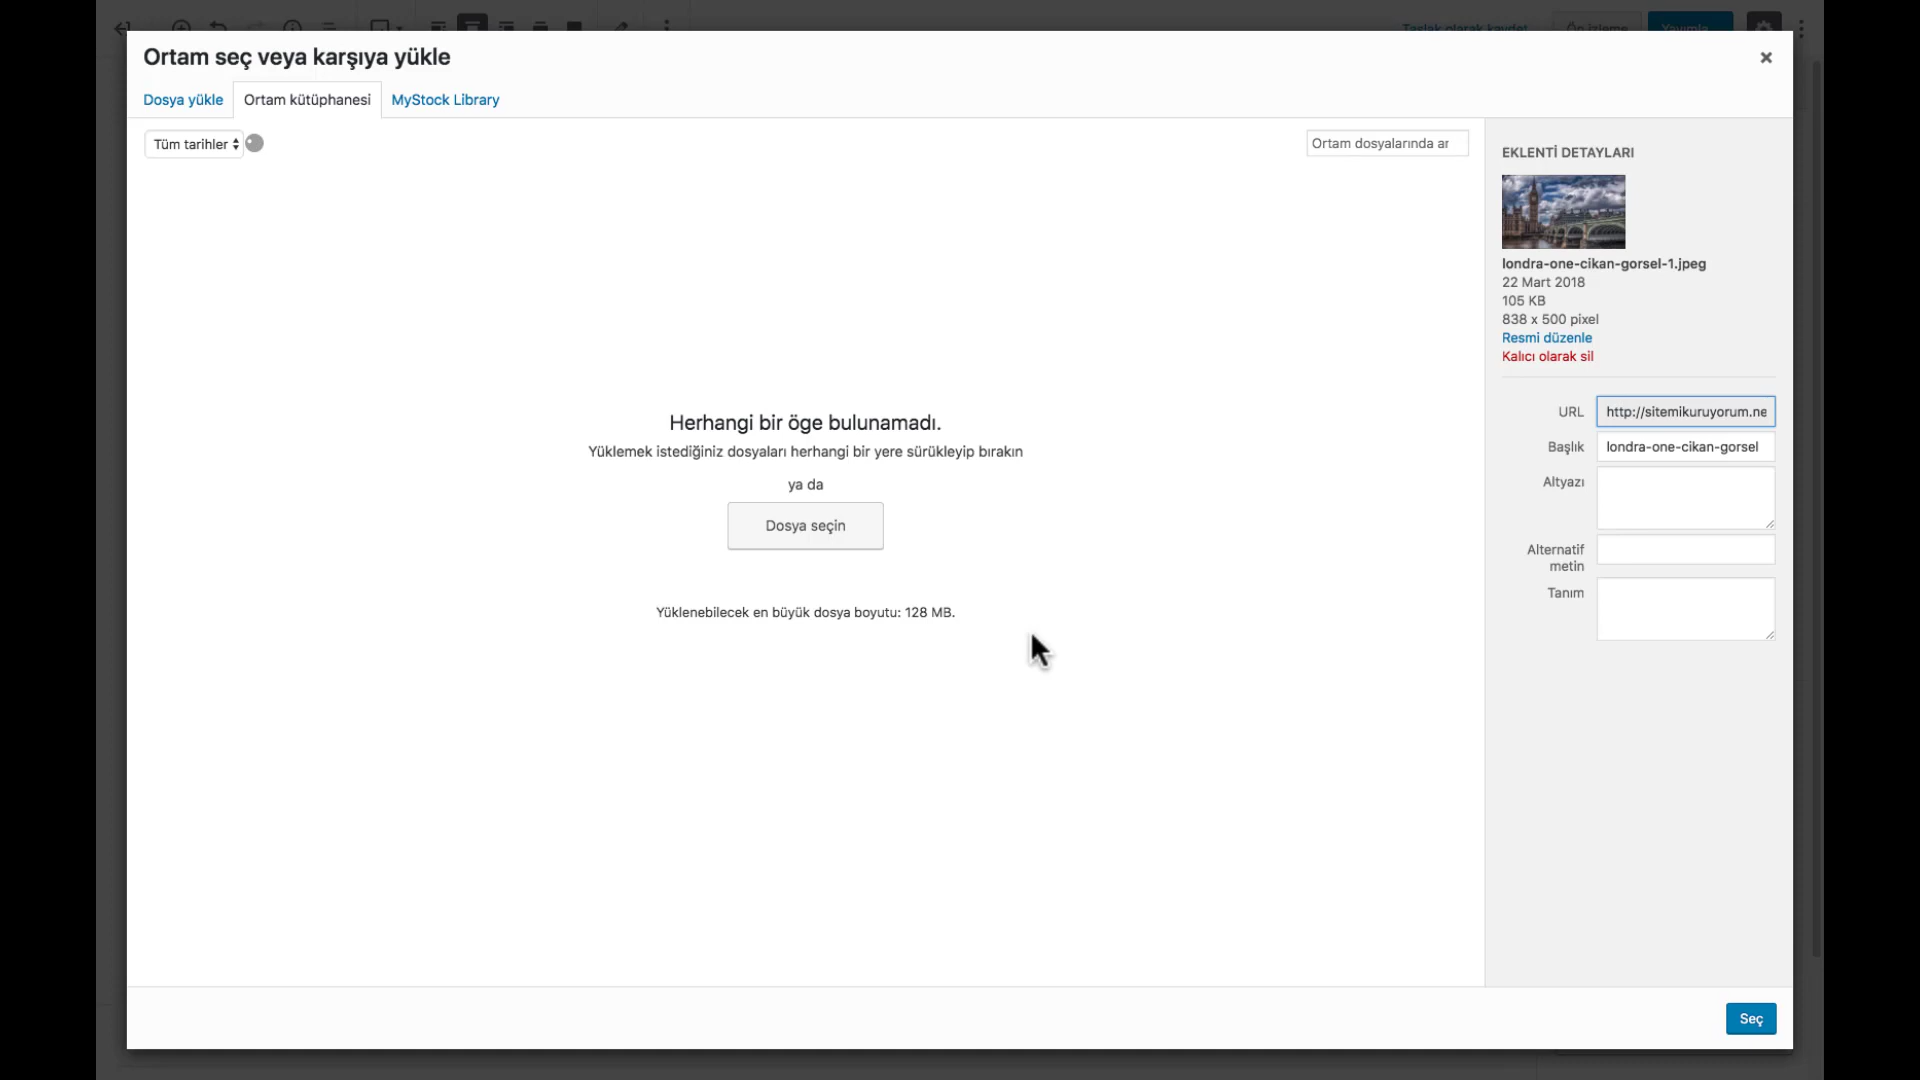 Taslak olarak kaydet
Ön izleme
Yayımla...
Ortam seç veya karşıya yükle
Dosya yükle
Ortam kütüphanesi
MyStock Library
Tüm tarihler
Ortam dosyalarında ar
Herhangi bir öge bulunamadı.
Yüklemek istediğiniz dosyaları herhangi bir yere sürükleyip bırakın
ya da
Dosya seçin
Yüklenebilecek en büyük dosya boyutu: 128 MB.
EKLENTİ DETAYLARI
londra-one-cikan-gorsel-1.jpeg
22 Mart 2018
105 KB
838 x 500 pixel
Resmi düzenle
Kalıcı olarak sil
URL
http://sitemikuruyorum.ne
Başlık
londra-one-cikan-gorsel
Altyazı
Alternatif
metin
Tanım
Seç